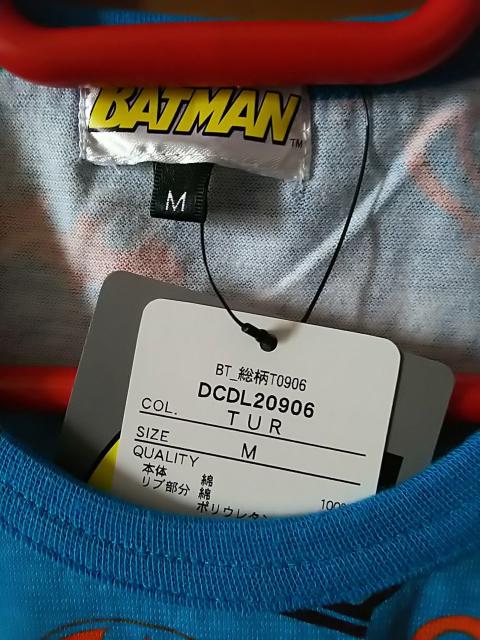 BATMAN
TM
M
BT_総柄T0906
DCDL20906
COL. TUR
SIZE M
QUALITY
本体 綿
リブ部分 綿
ポリウレタン